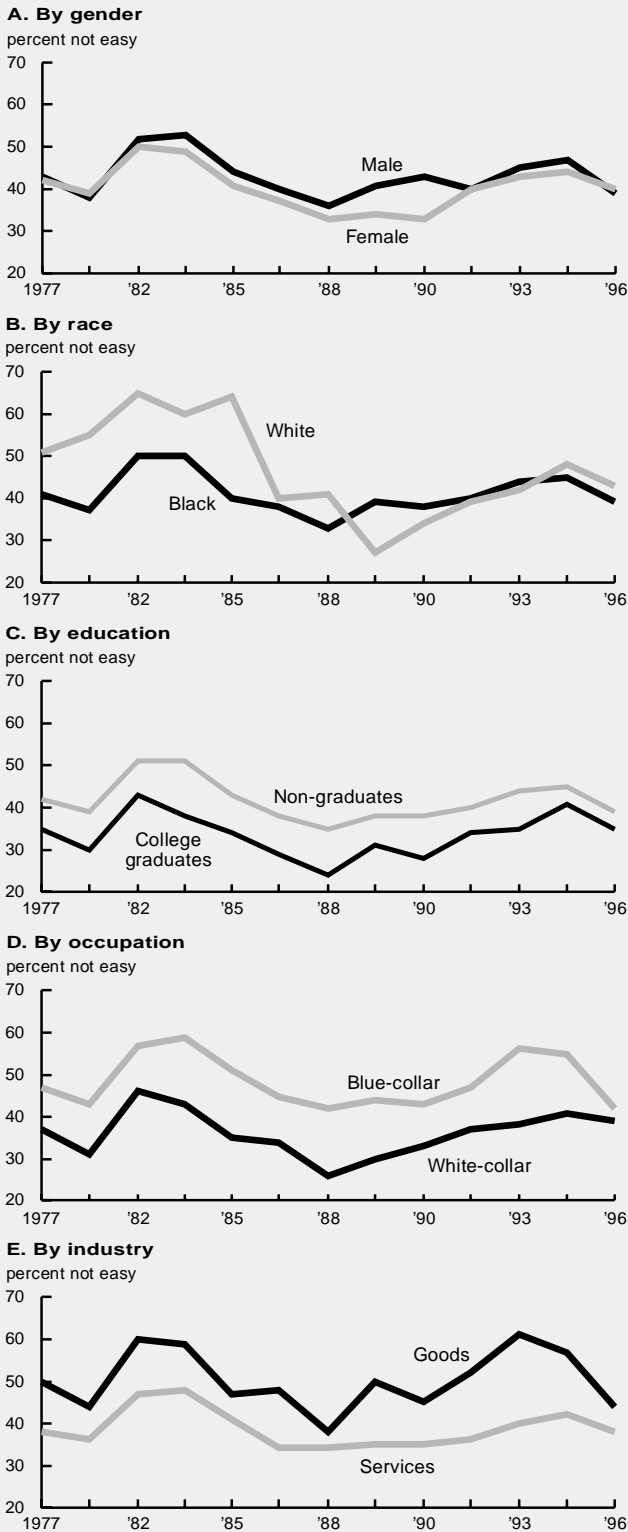 A. By gender
percent not easy
70
60
50
40
30
20
Male
Female
1977 ’82 ’85 ’88 ’90 ’93 ’96
B. By race
percent not easy
70
60
50
40
30
20
White
Black
1977 ’82 ’85 ’88 ’90 ’93 ’96
C. By education
percent not easy
70
60
50
40
30
20
Non-graduates
College
graduates
1977 ’82 ’85 ’88 ’90 ’93 ’96
D. By occupation
percent not easy
70
60
50
40
30
20
Blue-collar
White-collar
1977 ’82 ’85 ’88 ’90 ’93 ’96
E. By industry
percent not easy
70
60
50
40
30
20
Goods
Services
1977 ’82 ’85 ’88 ’90 ’93 ’96